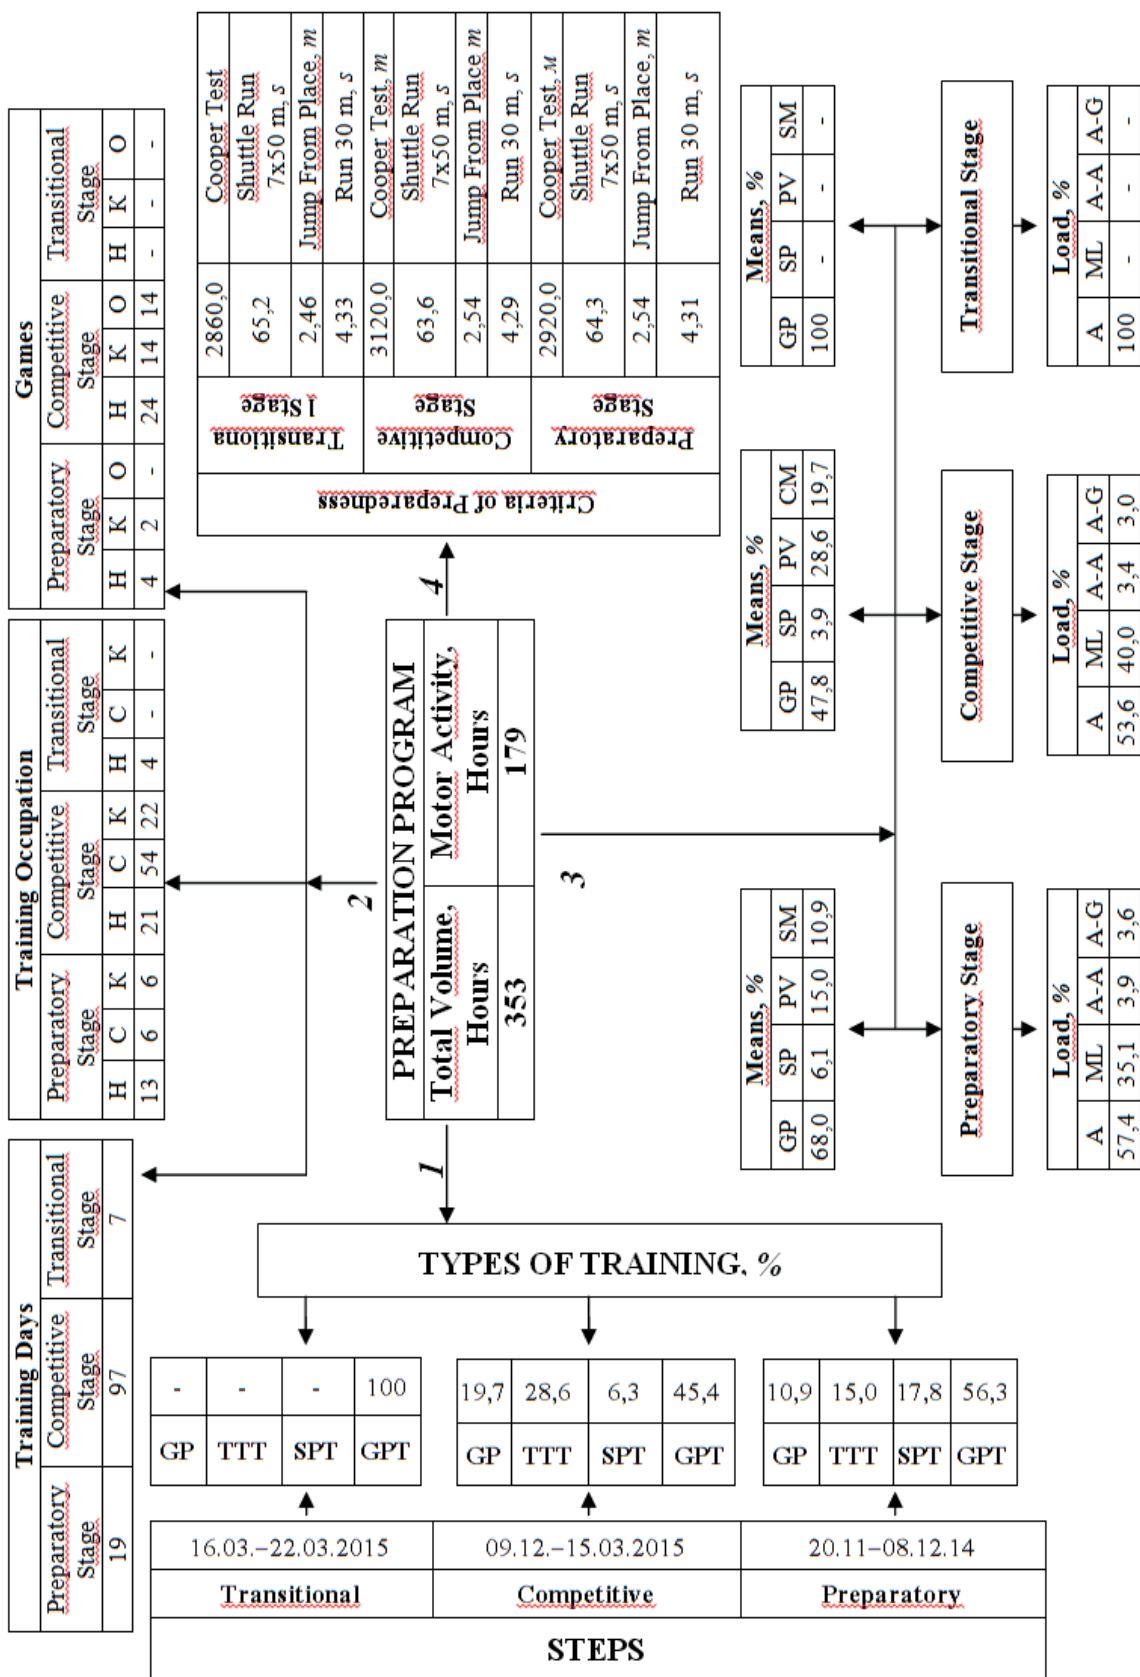 Training Days
Preparatory Stage
Competitive Stage
Transitional Stage
19 97 7
Training Occupation
Preparatory Stage
Competitive Stage
Transitional Stage
Н С К Н С К Н С К
13 6 6 21 54 22 4 - -
Games
Preparatory Stage
Competitive Stage
Transitional Stage
Н К О Н К О Н К О
4 2 - 24 14 14 - - -
STEPS
Transitional
16.03.–22.03.2015
GP -
TTT -
SPT -
GPT 100
Competitive
09.12.–15.03.2015
GP 19,7
TTT 28,6
SPT 6,3
GPT 45,4
Preparatory
20.11–08.12.14
GP 10,9
TTT 15,0
SPT 17,8
GPT 56,3
TYPES OF TRAINING, %
1
2
3
4
PREPARATION PROGRAM
Total Volume, Hours
Motor Activity, Hours
353 179
Criteria of Preparedness
Transitiona
l Stage
2860,0 Cooper Test
65,2 Shuttle Run
7x50 m, s
2,46 Jump From Place, m
4,33 Run 30 m, s
Competitive
Stage
3120,0 Cooper Test, m
63,6 Shuttle Run
7x50 m, s
2,54 Jump From Place m
4,29 Run 30 m, s
Preparatory
Stage
2920,0 Cooper Test, м
64,3 Shuttle Run
7x50 m, s
2,54 Jump From Place, m
4,31 Run 30 m, s
Means, %
GP SP PV SM
68,0 6,1 15,0 10,9
Preparatory Stage
Load, %
A ML A-A A-G
57,4 35,1 3,9 3,6
Means, %
GP SP PV CM
47,8 3,9 28,6 19,7
Competitive Stage
Load, %
A ML A-A A-G
53,6 40,0 3,4 3,0
Means, %
GP SP PV SM
100 - - -
Transitional Stage
Load, %
A ML A-A A-G
100 - - -